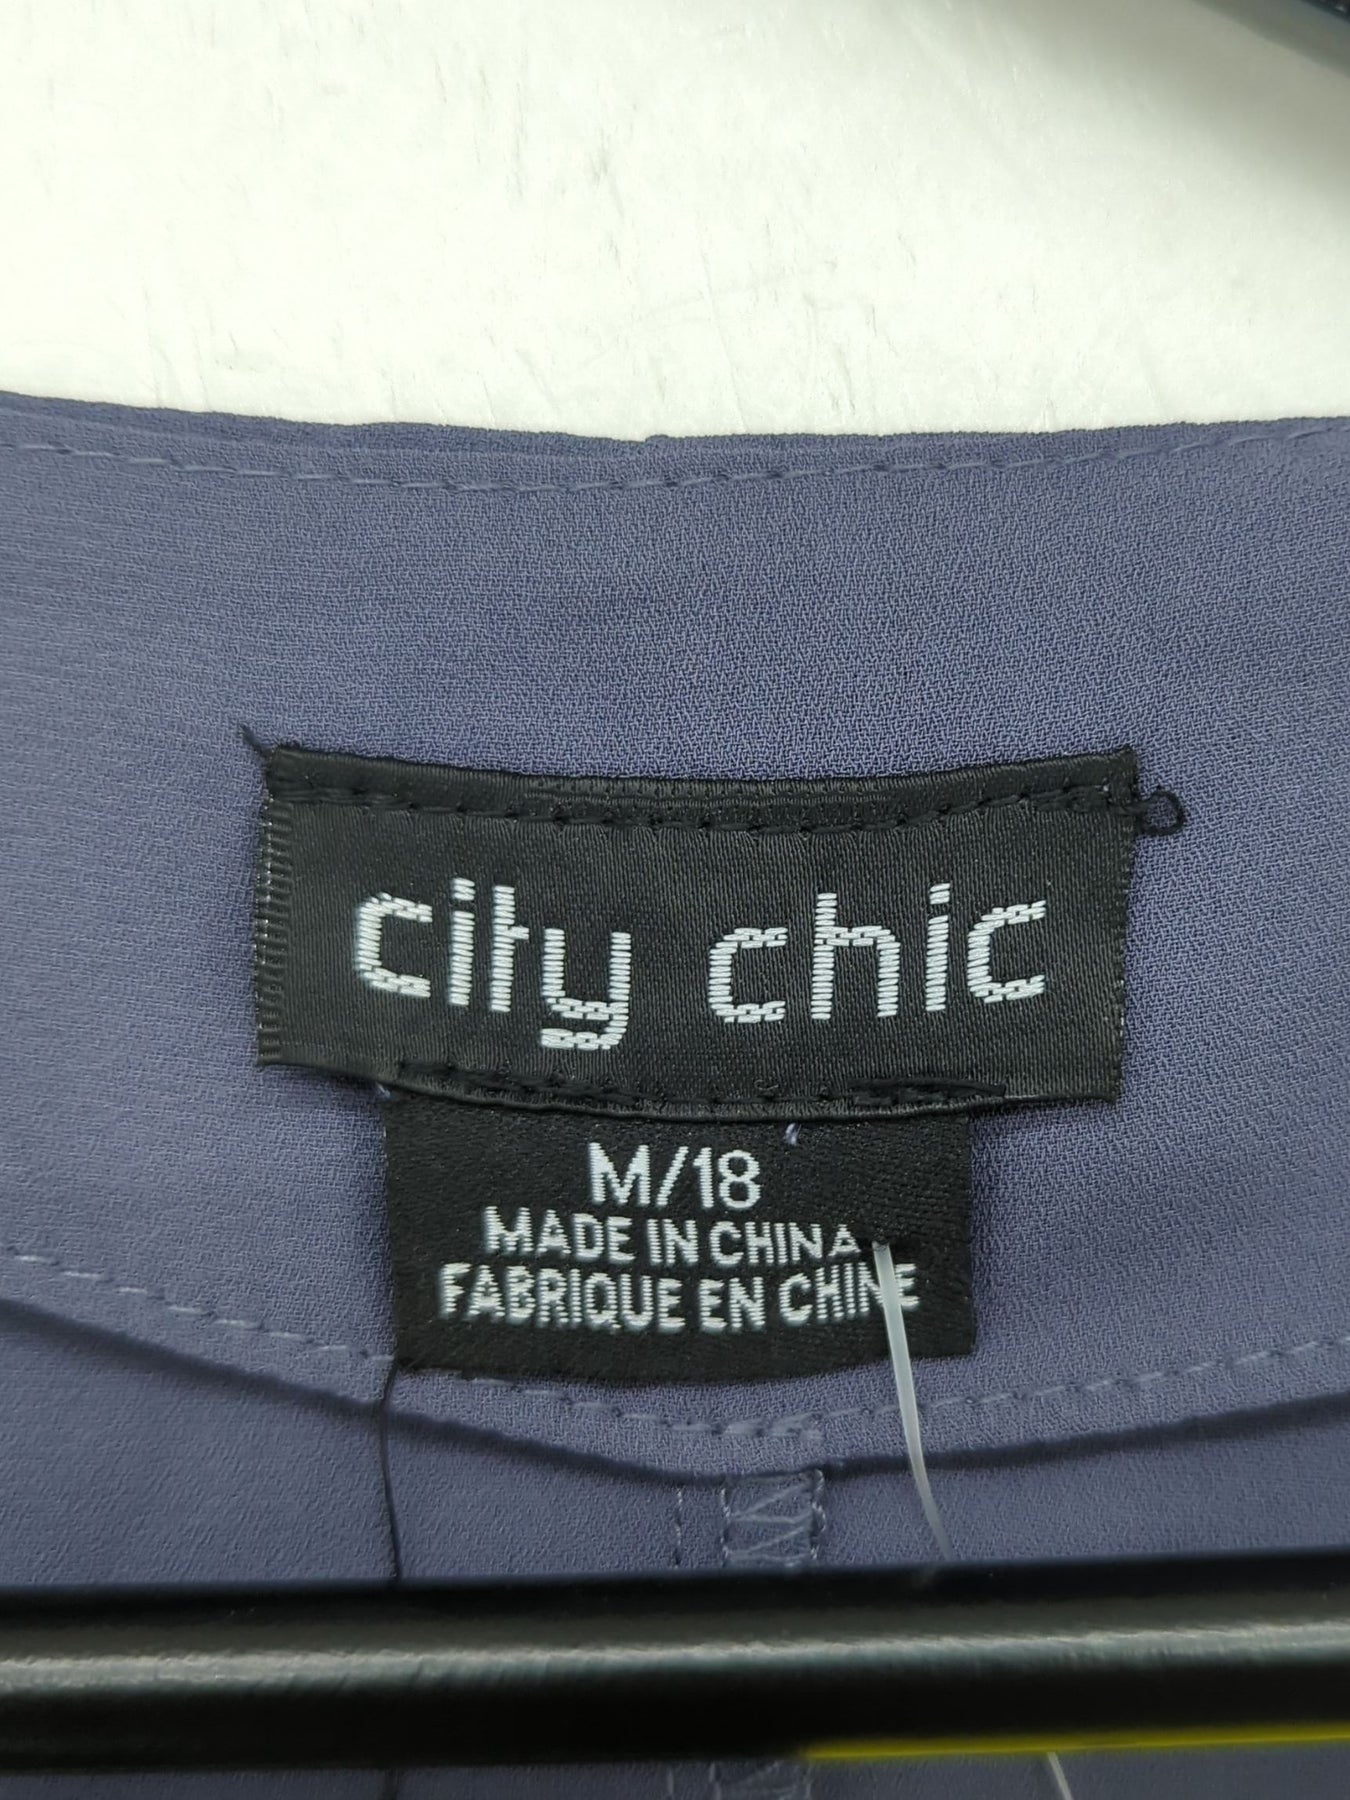 city chic
M/18
MADE IN CHINA
FABRIQUE EN CHINE